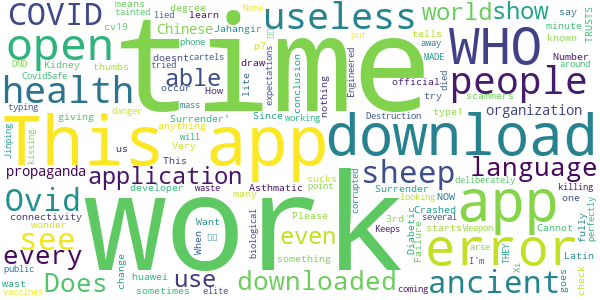 COVID
means
tainted
lied
learn
degree
cv19
Chinese
Jahangir
useless
world
show
tells
away
died
say
minute
known
TRUSTS
Number
around
open
time
WHO
DND
Kidney
thumbs
phone
cartels
doesnt
tried
CovidSafe
p7
draw
expectations
conclusion
Engineered
put
None
MADE
official
try
scammers
health
able
occur
How
lite
nothing
mass
Surrender'
Destruction
type1
people
typing
giving
Since
working
danger
organization
Jinping
kissing
This app
anything
will
Very
us
This
download
propaganda
application
sheep
language
developer
waste
Asthmatic
point
sucks
many
corrupted
Surrender
deliberately
killing
one
Ovid
connectivity
wonder
work
Please
3rd
looking
NOW
Crashed
several
starts
Weapon
app
fully
perfectly
see
every
even
something
Diabetic
Failure
error
THEY
Cannot
I'm
Xi
Latin
Does
When
Want
biological
downloaded
ancient
goes
check
public
wast
vaccines
change
huawei
sometimes
use
elite
Keeps
coming